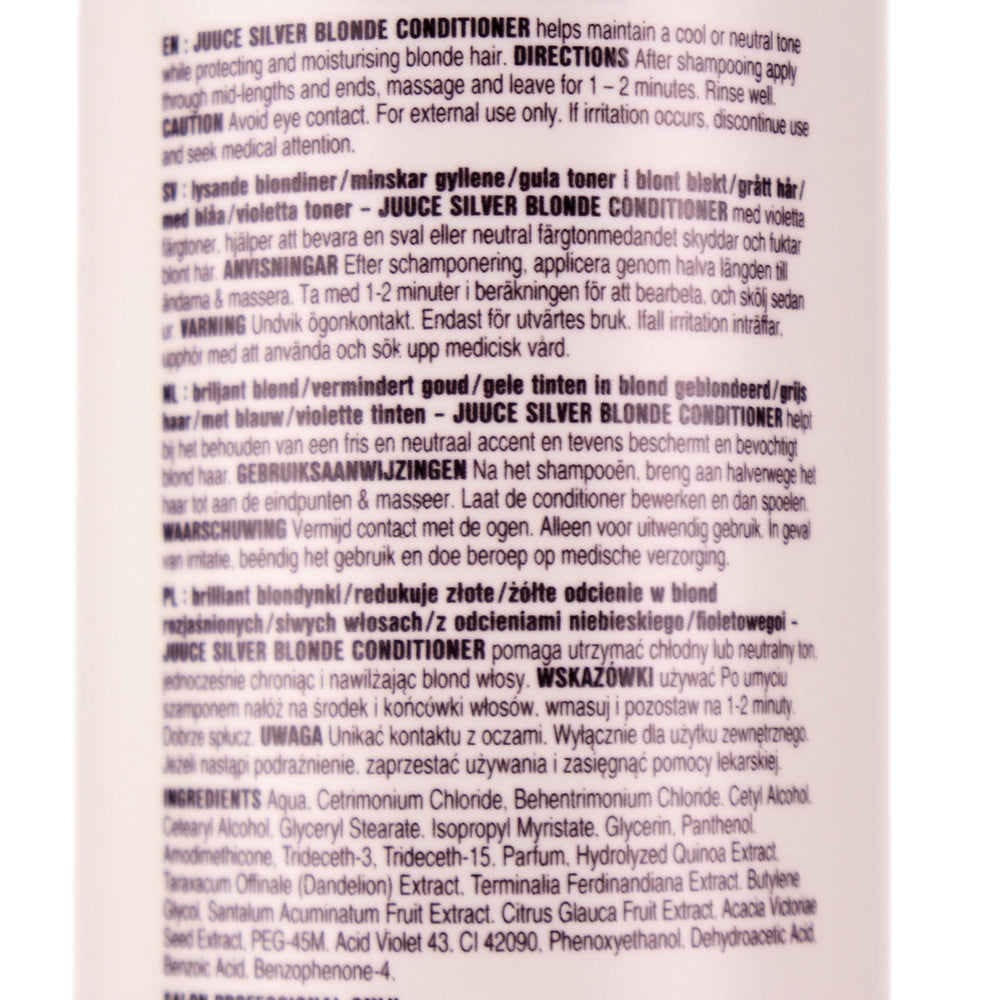 EN : JUUCE SILVER BLONDE CONDITIONER helps maintain a cool or neutral tone
while protecting and moisturising blonde hair. DIRECTIONS After shampooing apply
through mid-lengths and ends, massage and leave for 1 – 2 minutes. Rinse well.
CAUTION Avoid eye contact. For external use only. If irritation occurs, discontinue use
and seek medical attention.
SV : lysande blondiner/minskar gyllene/gula toner i blont blekt/grått hår/
med blåa/violetta toner – JUUCE SILVER BLONDE CONDITIONER med violetta
färgtoner, hjälper att bevara en sval eller neutral färgtonmedandet skyddar och fuktar
blont hår. ANVISNINGAR Efter schamponering, applicera genom halva längden till
ändarna & massera. Ta med 1-2 minuter i beräkningen för att bearbeta, och skölj sedan
ur. VARNING Undvik ögonkontakt. Endast för utvärtes bruk. Ifall irritation inträffar,
upphör med att använda och sök upp medicisk vård.
NL : briljant blond/vermindert goud/gele tinten in blond geblondeerd/grijs
haar/met blauw/violette tinten – JUUCE SILVER BLONDE CONDITIONER helpt
bij het behouden van een fris en neutraal accent en tevens beschermt en bevochtigt
blond haar. GEBRUIKSAANWIJZINGEN Na het shampooën, breng aan halverwege het
haar tot aan de eindpunten & masseer. Laat de conditioner bewerken en dan spoelen.
WAARSCHUWING Vermijd contact met de ogen. Alleen voor uitwendig gebruik. In geval
van irritatie, beëndig het gebruik en doe beroep op medische verzorging.
PL : brilliant blondynki/redukuje złote/żółte odcienie w blond
rozjaśnionych/siwych włosach/z odcieniami niebieskiego/fioletowegoi -
JUUCE SILVER BLONDE CONDITIONER pomaga utrzymać chłodny lub neutralny ton,
jednocześnie chroniąc i nawilżając blond włosy. WSKAZÓWKI używać Po umyciu
szamponem nałóż na środek i końcówki włosów, wmasuj i pozostaw na 1-2 minuty.
Dobrze spłucz. UWAGA Unikać kontaktu z oczami. Wyłącznie dla użytku zewnętrznego.
Jeżeli nastąpi podrażnienie, zaprzestać używania i zasięgnąć pomocy lekarskiej.
INGREDIENTS Aqua, Cetrimonium Chloride, Behentrimonium Chloride, Cetyl Alcohol,
Cetearyl Alcohol, Glyceryl Stearate, Isopropyl Myristate, Glycerin, Panthenol,
Amodimethicone, Trideceth-3, Trideceth-15, Parfum, Hydrolyzed Quinoa Extract,
Taraxacum Offinale (Dandelion) Extract, Terminalia Ferdinandiana Extract, Butylene
Glycol, Santalum Acuminatum Fruit Extract, Citrus Glauca Fruit Extract, Acacia Victoriae
Seed Extract, PEG-45M, Acid Violet 43, CI 42090, Phenoxyethanol, Dehydroacetic Acid,
Benzoic Acid, Benzophenone-4.
SALON PROFESSIONAL ONLY